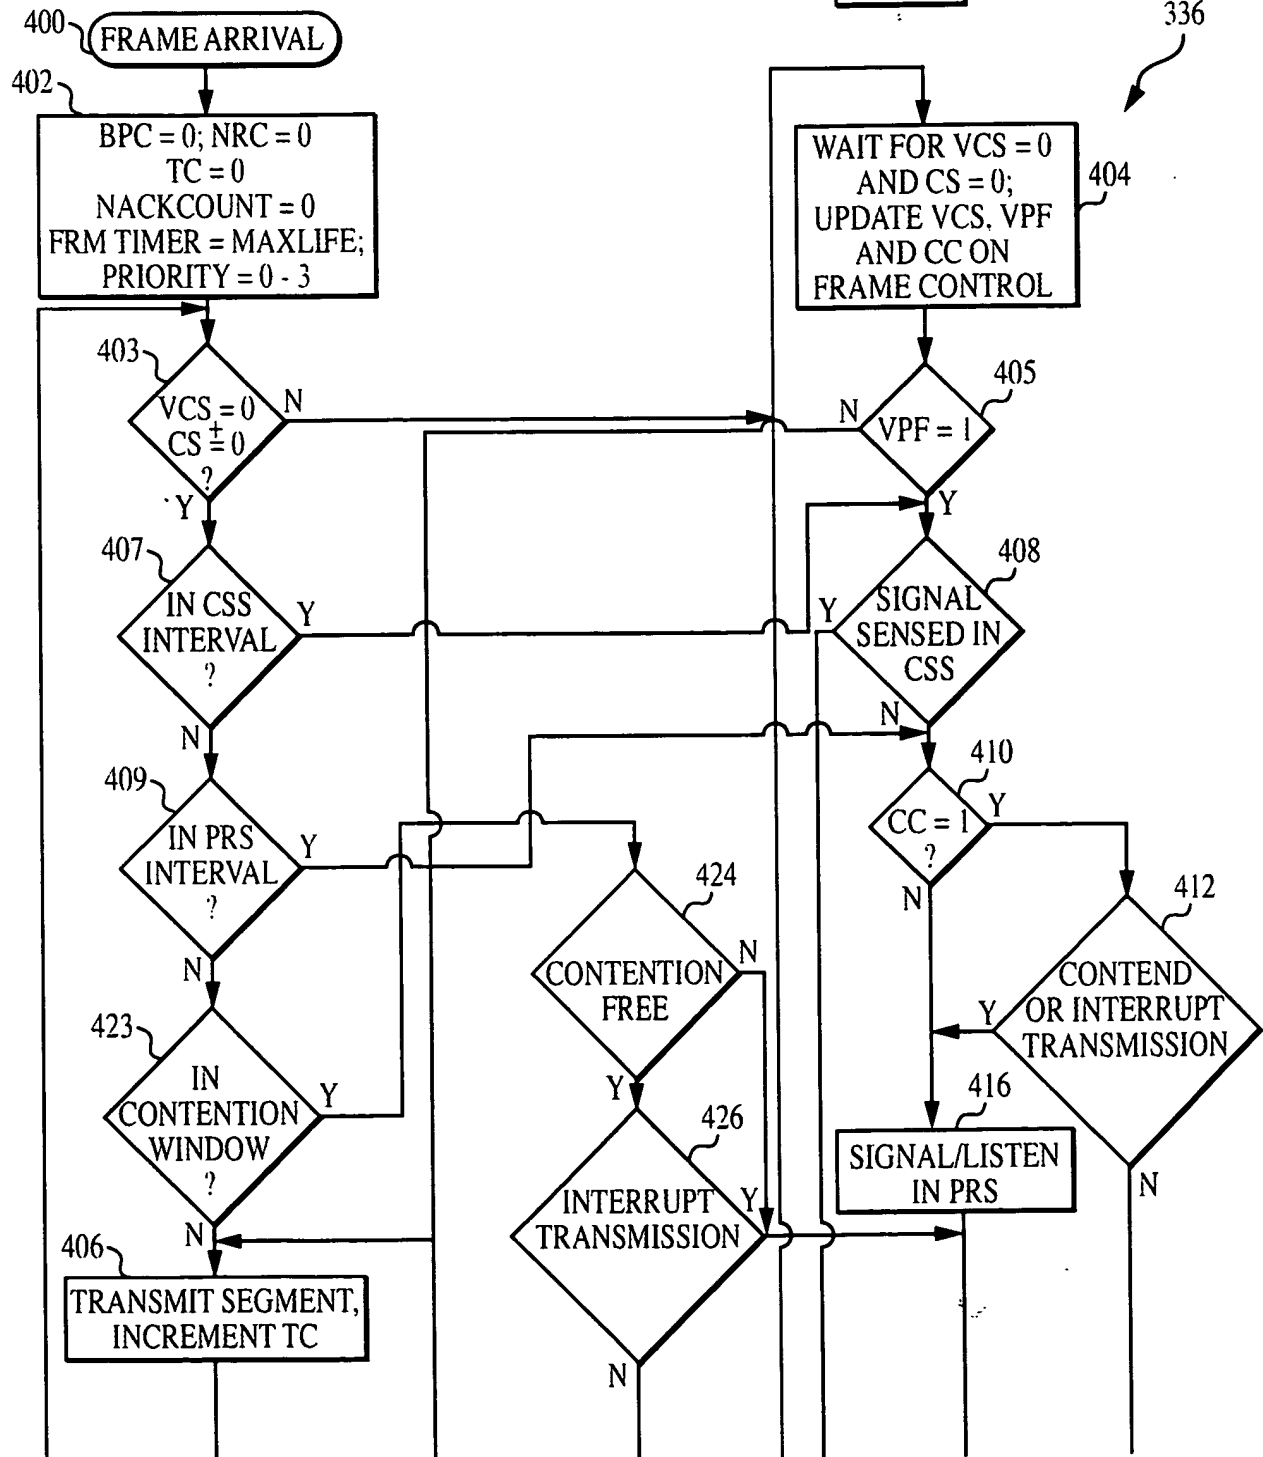 400
FRAME ARRIVAL
336
402
BPC = 0; NRC = 0
TC = 0
NACKCOUNT = 0
FRM TIMER = MAXLIFE;
PRIORITY = 0 - 3
WAIT FOR VCS = 0
AND CS = 0;
UPDATE VCS, VPF
AND CC ON
FRAME CONTROL
404
403
VCS = 0
+
CS = 0
?
N
Y
405
VPF = 1
N
Y
407
IN CSS
INTERVAL
?
Y
N
408
SIGNAL
SENSED IN
CSS
Y
N
409
IN PRS
INTERVAL
?
Y
N
410
CC = 1
?
Y
N
424
CONTENTION
FREE
N
Y
412
CONTEND
OR INTERRUPT
TRANSMISSION
Y
N
423
IN
CONTENTION
WINDOW
?
Y
N
426
INTERRUPT
TRANSMISSION
Y
N
416
SIGNAL/LISTEN
IN PRS
406
TRANSMIT SEGMENT,
INCREMENT TC